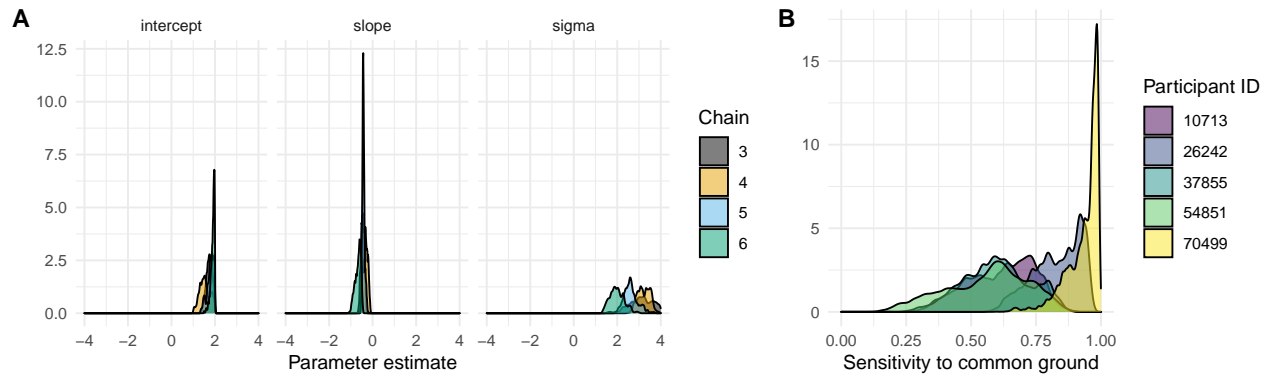 A
intercept
slope
sigma
12.5
10.0
7.5
5.0
2.5
0.0
−4 −2 0 2 4
−4 −2 0 2 4
−4 −2 0 2 4
Parameter estimate
Chain
3
4
5
6
B
15
10
5
0
0.00 0.25 0.50 0.75 1.00
Sensitivity to common ground
Participant ID
10713
26242
37855
54851
70499